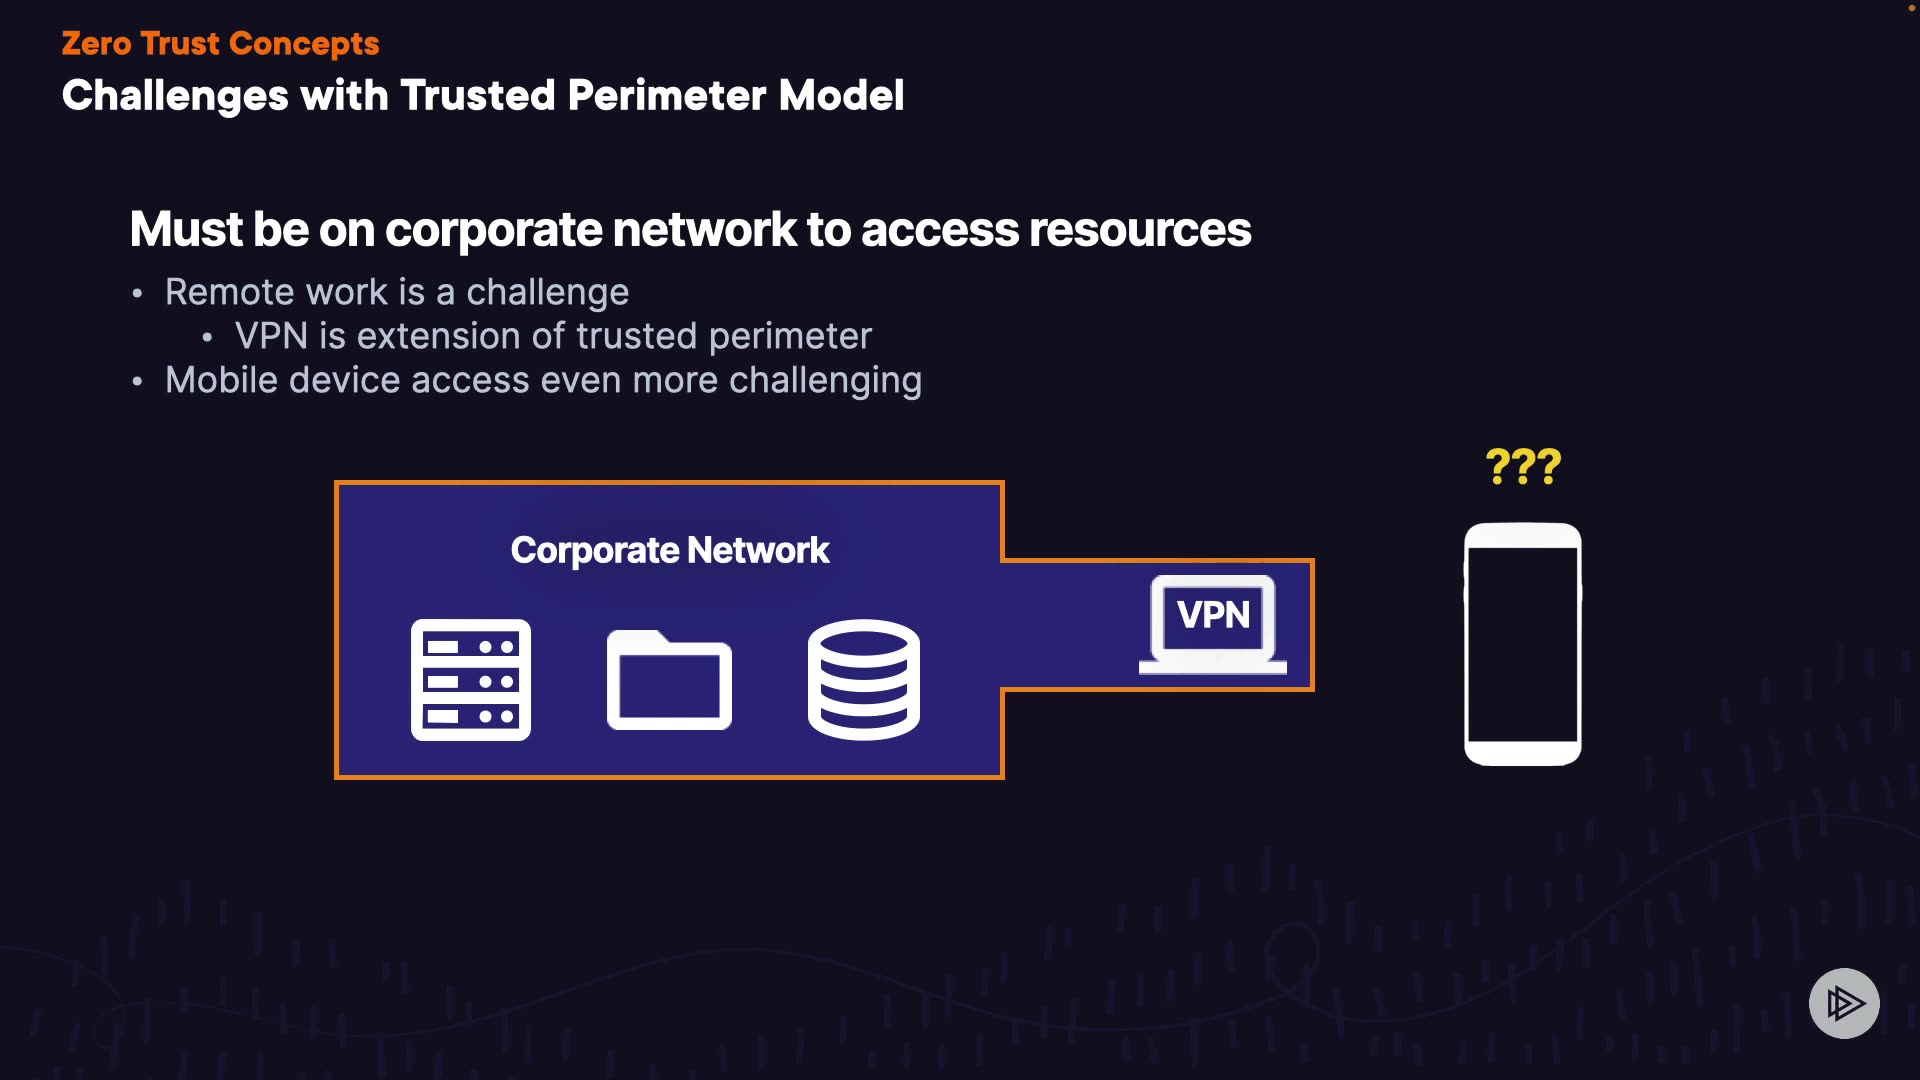 Zero Trust Concepts
Challenges with Trusted Perimeter Model
Must be on corporate network to access resources
• Remote work is a challenge
• VPN is extension of trusted perimeter
• Mobile device access even more challenging
???
Corporate Network
VPN